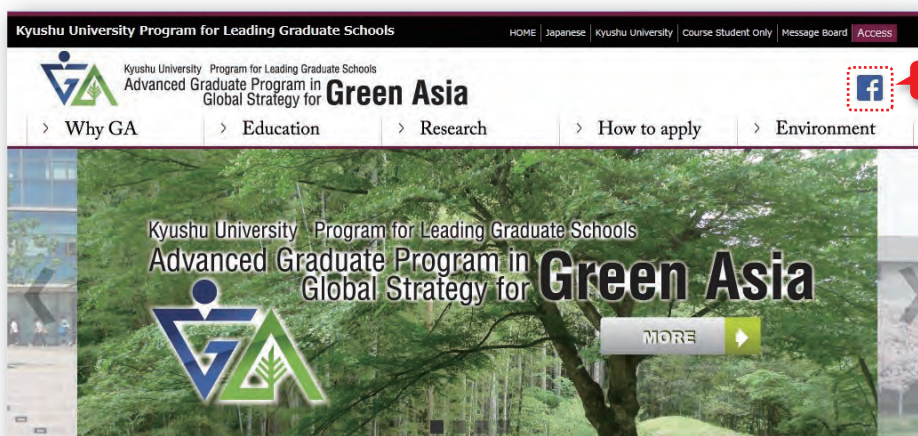 Kyushu University Program for Leading Graduate Schools
HOME Japanese Kyushu University Course Student Only Message Board Access
Kyushu University Program for Leading Graduate Schools
Advanced Graduate Program in
Global Strategy for Green Asia
> Why GA > Education > Research > How to apply > Environment
Kyushu University Program for Leading Graduate Schools
Advanced Graduate Program in
Global Strategy for Green Asia
MORE